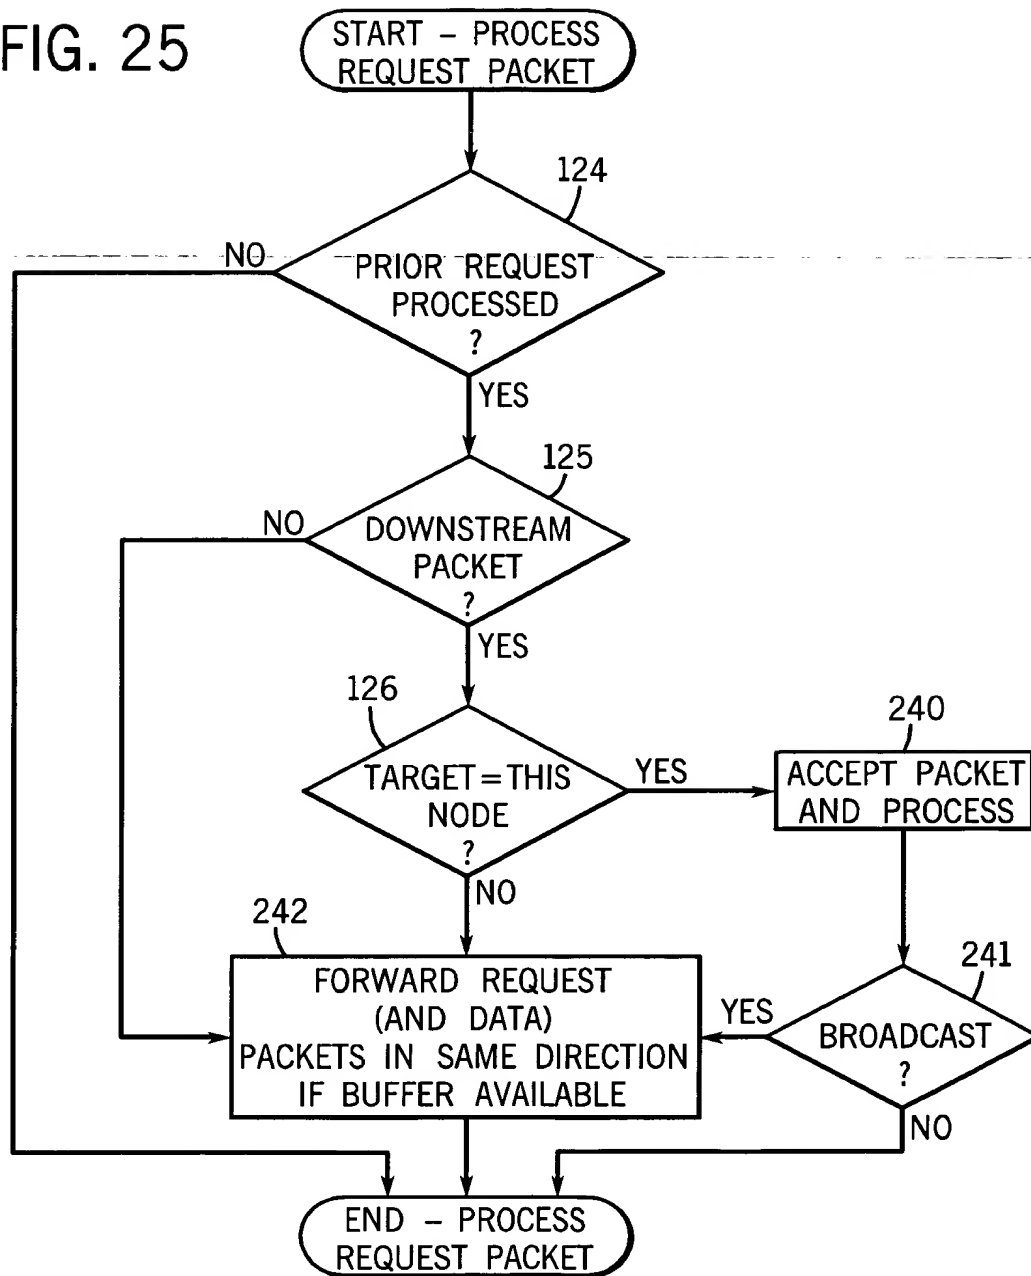 FIG. 25
START – PROCESS
REQUEST PACKET
124
NO
PRIOR REQUEST
PROCESSED
?
YES
125
NO
DOWNSTREAM
PACKET
?
YES
126
TARGET=THIS
NODE
?
YES
240
ACCEPT PACKET
AND PROCESS
NO
242
FORWARD REQUEST
(AND DATA)
PACKETS IN SAME DIRECTION
IF BUFFER AVAILABLE
241
YES
BROADCAST
?
NO
END – PROCESS
REQUEST PACKET